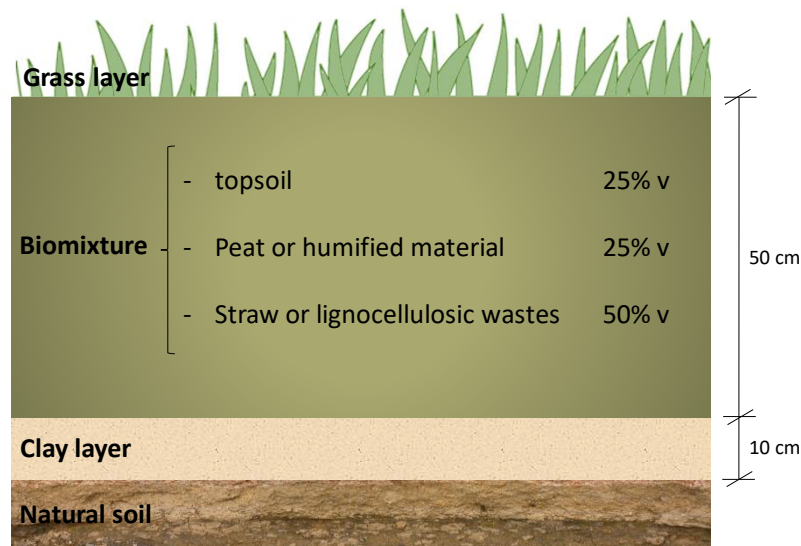 Grass layer
- topsoil 25% v
Biomixture - Peat or humified material 25% v
- Straw or lignocellulosic wastes 50% v
50 cm
Clay layer
10 cm
Natural soil